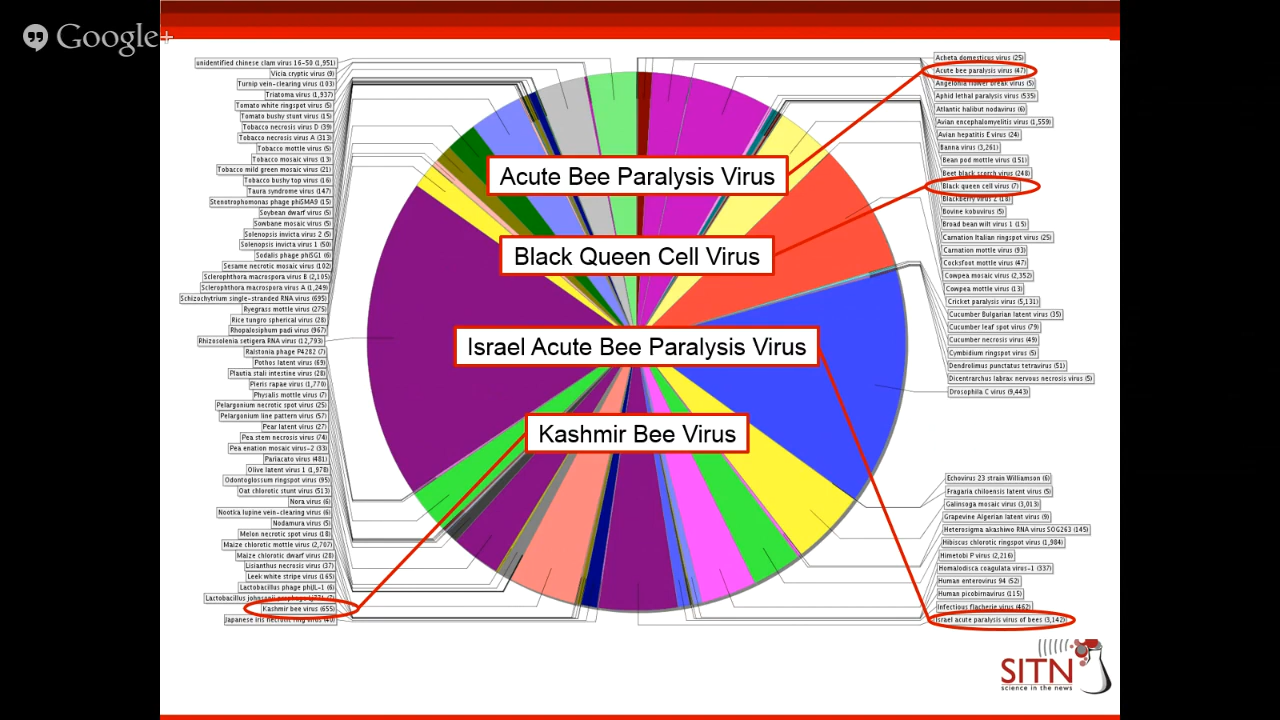 Google+
unidentified chinese clam virus 16-50 (1,951)
Vicia cryptic virus (9)
Turnip vein-clearing virus (103)
Triatoma virus (1,937)
Tomato white ringspot virus (5)
Tomato bushy stunt virus (15)
Tobacco necrosis virus D (39)
Tobacco necrosis virus A (313)
Tobacco mottle virus (5)
Tobacco mosaic virus (13)
Tobacco mild green mosaic virus (21)
Tobacco bushy top virus (16)
Taura syndrome virus (147)
Stenotrophomonas phage phiSMA9 (15)
Soybean dwarf virus (5)
Sowbane mosaic virus (5)
Solenopsis invicta virus 2 (5)
Solenopsis invicta virus 1 (50)
Sodalis phage phiSG1 (6)
Sesame necrotic mosaic virus (102)
Sclerophthora macrospora virus B (2,105)
Sclerophthora macrospora virus A (1,249)
Schizochytrium single-stranded RNA virus (695)
Ryegrass mottle virus (275)
Rice tungro spherical virus (28)
Rhopalosiphum padi virus (967)
Rhizosolenia setigera RNA virus (12,793)
Ralstonia phage P4282 (7)
Pothos latent virus (69)
Plautia stali intestine virus (28)
Pieris rapae virus (1,770)
Physalis mottle virus (7)
Pelargonium necrotic spot virus (25)
Pelargonium line pattern virus (57)
Pear latent virus (27)
Pea stem necrosis virus (74)
Pea enation mosaic virus-2 (33)
Pariacato virus (481)
Olive latent virus 1 (1,978)
Odontoglossum ringspot virus (95)
Oat chlorotic stunt virus (513)
Nora virus (6)
Nootka lupine vein-clearing virus (6)
Nodamura virus (5)
Melon necrotic spot virus (18)
Maize chlorotic mottle virus (2,707)
Maize chlorotic dwarf virus (28)
Lisianthus necrosis virus (37)
Leek white stripe virus (165)
Lactobacillus phage phiJL-1 (6)
Lactobacillus johnsonii
Kashmir bee virus (655)
Japanese iris necrotic ring virus (40)
Acute Bee Paralysis Virus
Black Queen Cell Virus
Israel Acute Bee Paralysis Virus
Kashmir Bee Virus
Acheta domesticus virus (25)
Acute bee paralysis virus (47)
Angelonia flower break virus (5)
Aphid lethal paralysis virus (535)
Atlantic halibut nodavirus (6)
Avian encephalomyelitis virus (1,559)
Avian hepatitis E virus (24)
Banna virus (3,261)
Bean pod mottle virus (151)
Beet black scorch virus (248)
Black queen cell virus (7)
Blackberry virus Z (18)
Bovine kobuvirus (5)
Broad bean wilt virus 1 (15)
Carnation Italian ringspot virus (25)
Carnation mottle virus (93)
Cocksfoot mottle virus (47)
Cowpea mosaic virus (2,352)
Cowpea mottle virus (13)
Cricket paralysis virus (5,131)
Cucumber Bulgarian latent virus (35)
Cucumber leaf spot virus (79)
Cucumber necrosis virus (49)
Cymbidium ringspot virus (5)
Dendrolimus punctatus tetravirus (51)
Dicentrarchus labrax nervous necrosis virus (5)
Drosophila C virus (9,443)
Echovirus 23 strain Williamson (6)
Fragaria chiloensis latent virus (5)
Galinsoga mosaic virus (3,013)
Grapevine Algerian latent virus (9)
Heterosigma akashiwo RNA virus SOG263 (145)
Hibiscus chlorotic ringspot virus (1,984)
Himetobi P virus (2,216)
Homalodisca coagulata virus-1 (337)
Human enterovirus 94 (52)
Human picobirnavirus (115)
Infectious flacherie virus (462)
Israel acute paralysis virus of bees (3,142)
SITN
science in the news